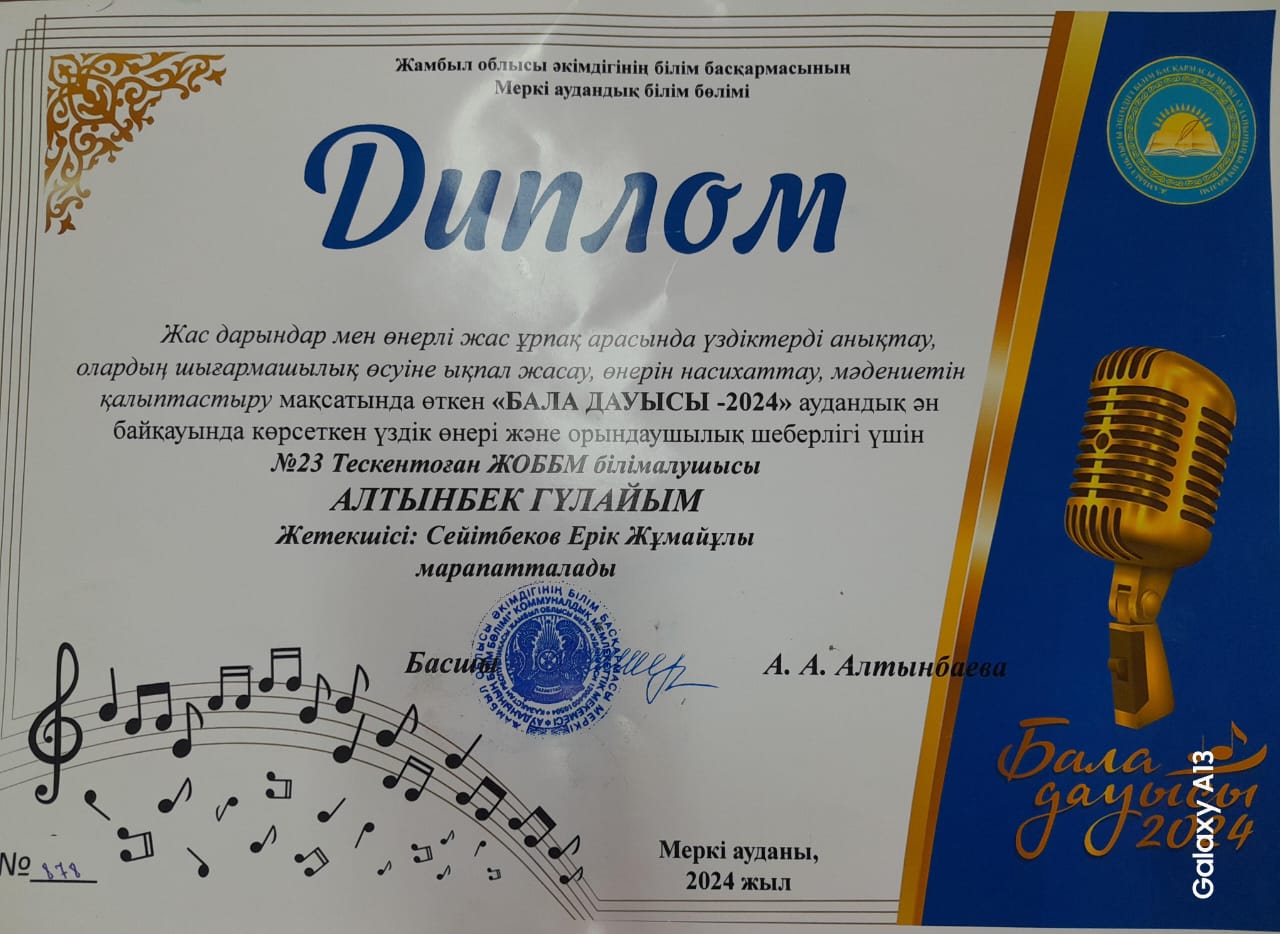 Жамбыл облысы әкімдігінің білім басқармасының
Меркі аудандық білім бөлімі
Диплом
Жас дарындар мен өнерлі жас ұрпақ арасында үздіктерді анықтау,
олардың шығармашылық өсуіне ықпал жасау, өнерін насихаттау, мәдениетін
қалыптастыру мақсатында өткен «БАЛА ДАУЫСЫ -2024» аудандық ән
байқауында көрсеткен үздік өнері және орындаушылық шеберлігі үшін
№23 Тескентоған ЖОББМ білімалушысы
АЛТЫНБЕК ГҮЛАЙЫМ
Жетекшісі: Сейітбеков Ерік Жұмайұлы
марапатталады
Басшы А. А. Алтынбаева
Бала
дауысы
2024
Меркі ауданы,
2024 жыл
№ 878
Galaxy A13